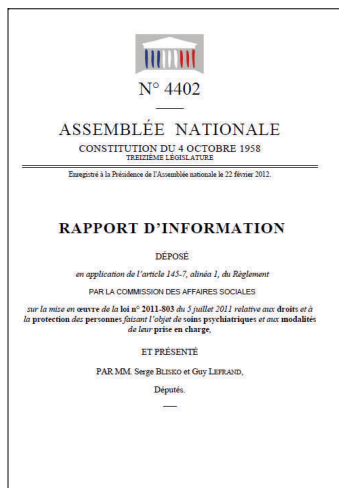 N° 4402
ASSEMBLÉE NATIONALE
CONSTITUTION DU 4 OCTOBRE 1958
TREIZIÈME LÉGISLATURE
Enregistré à la Présidence de l'Assemblée nationale le 22 février 2012.
RAPPORT D'INFORMATION
DÉPOSÉ
en application de l'article 145-7, alinéa 1, du Règlement
PAR LA COMMISSION DES AFFAIRES SOCIALES
sur la mise en œuvre de la loi n° 2011-803 du 5 juillet 2011 relative aux droits et à
la protection des personnes faisant l'objet de soins psychiatriques et aux modalités
de leur prise en charge,
ET PRÉSENTÉ
PAR MM. Serge BLISKO et Guy LEFRAND,
Députés.